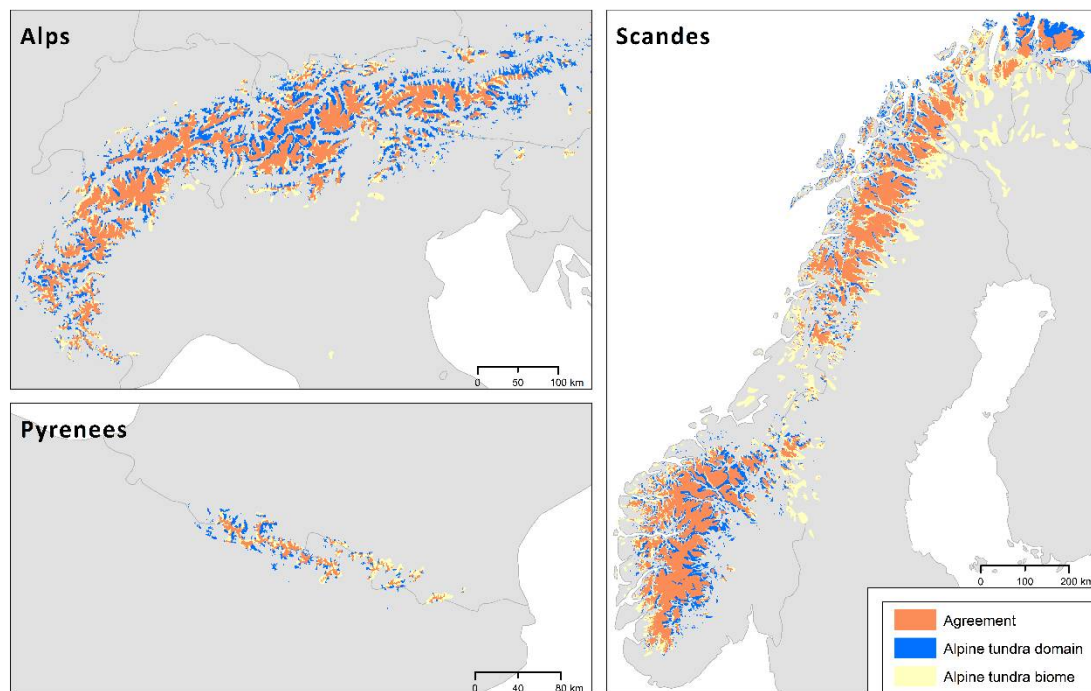 Alps
0 50 100 km
Pyrenees
0 40 80 km
Scandes
0 100 200 km
Agreement
Alpine tundra domain
Alpine tundra biome